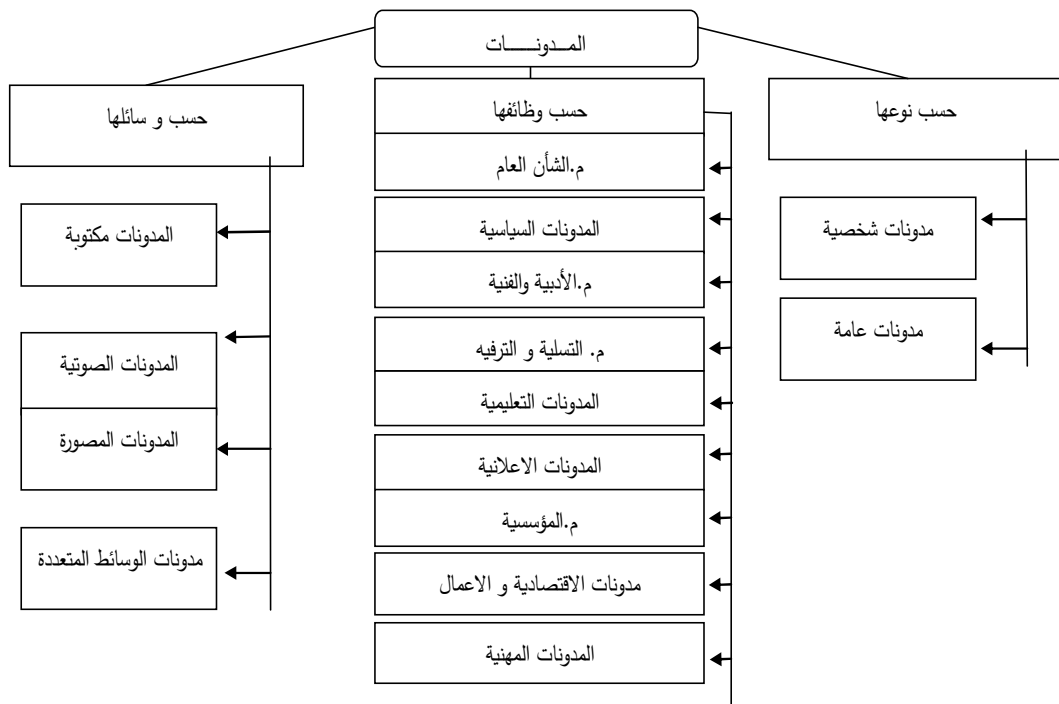 المــدونــــــات
حسب نوعها
مدونات شخصية
مدونات عامة
حسب وظائفها
م.الشأن العام
المدونات السياسية
م.الأدبية والفنية
م. التسلية و الترفيه
المدونات التعليمية
المدونات الاعلانية
م.المؤسسية
مدونات الاقتصادية و الاعمال
المدونات المهنية
حسب و سائلها
المدونات مكتوبة
المدونات الصوتية
المدونات المصورة
مدونات الوسائط المتعددة